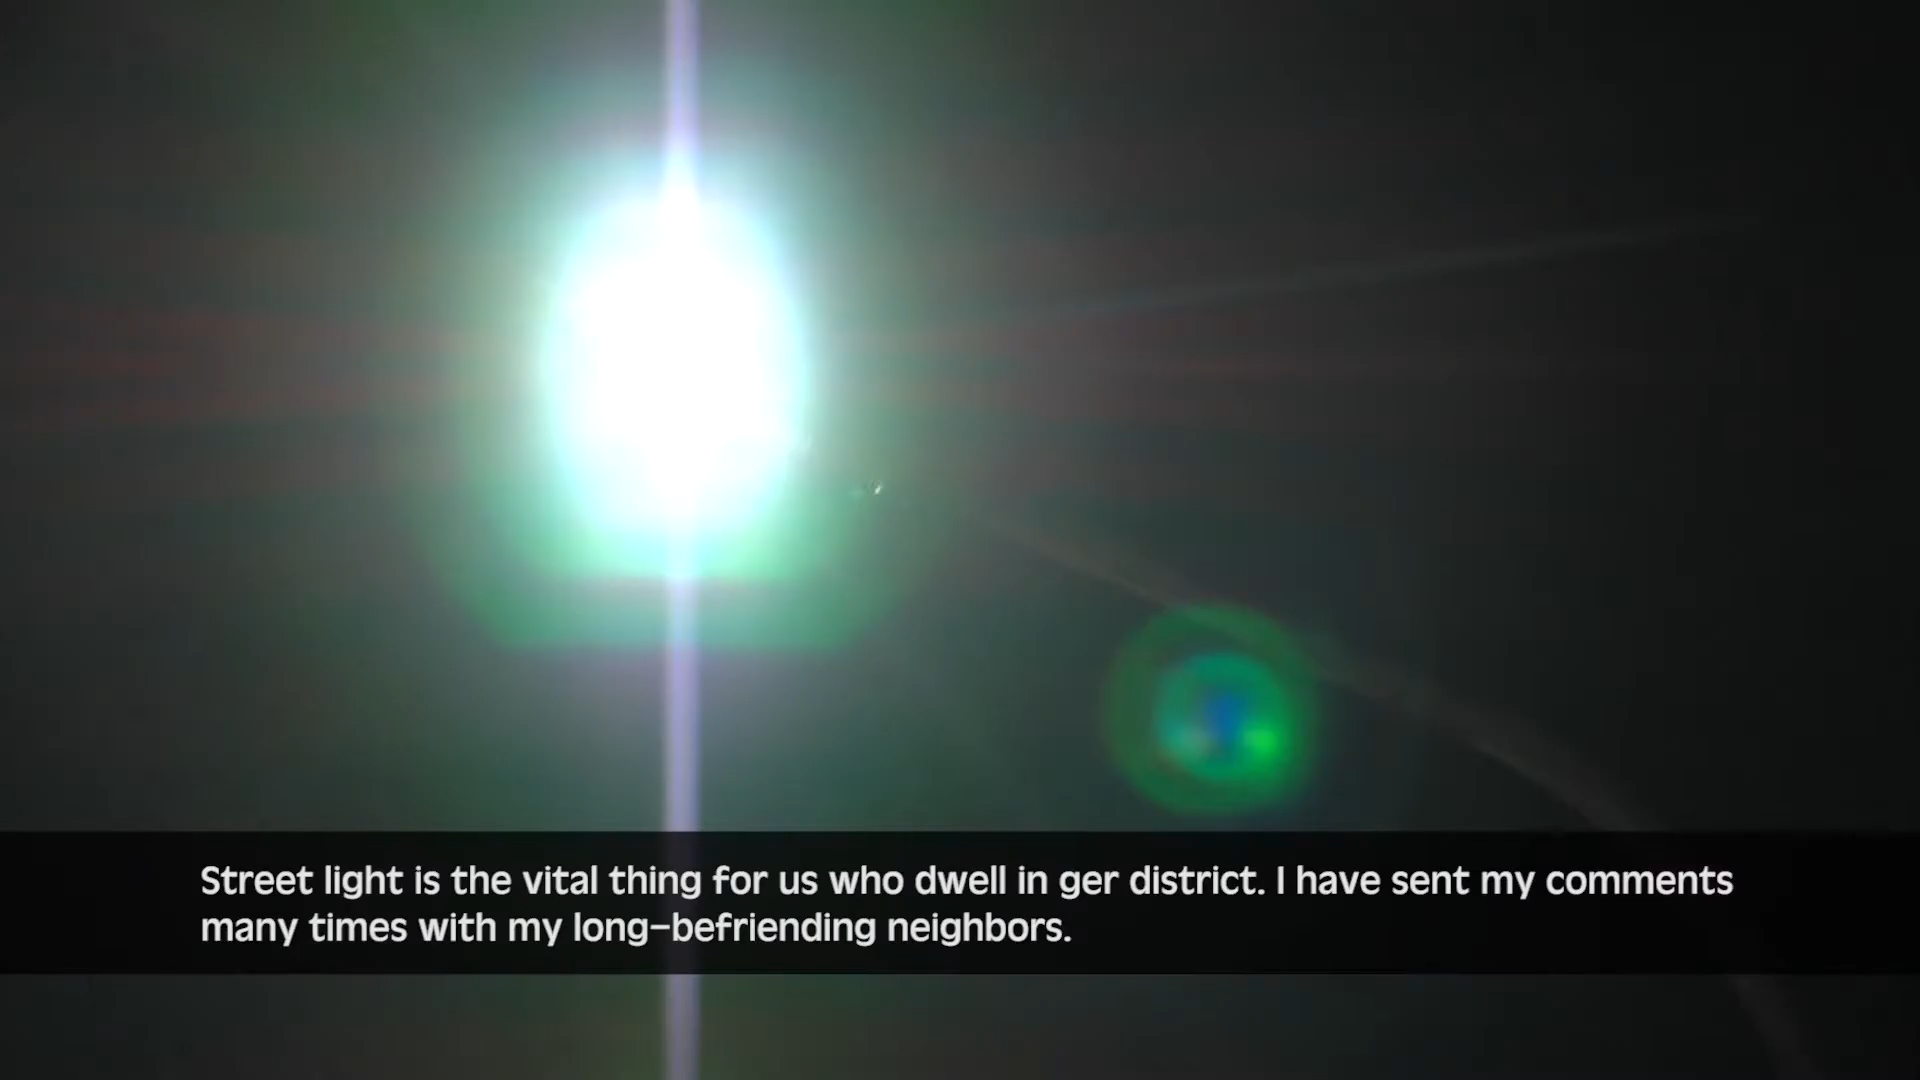 Street light is the vital thing for us who dwell in ger district. I have sent my comments
many times with my long-befriending neighbors.